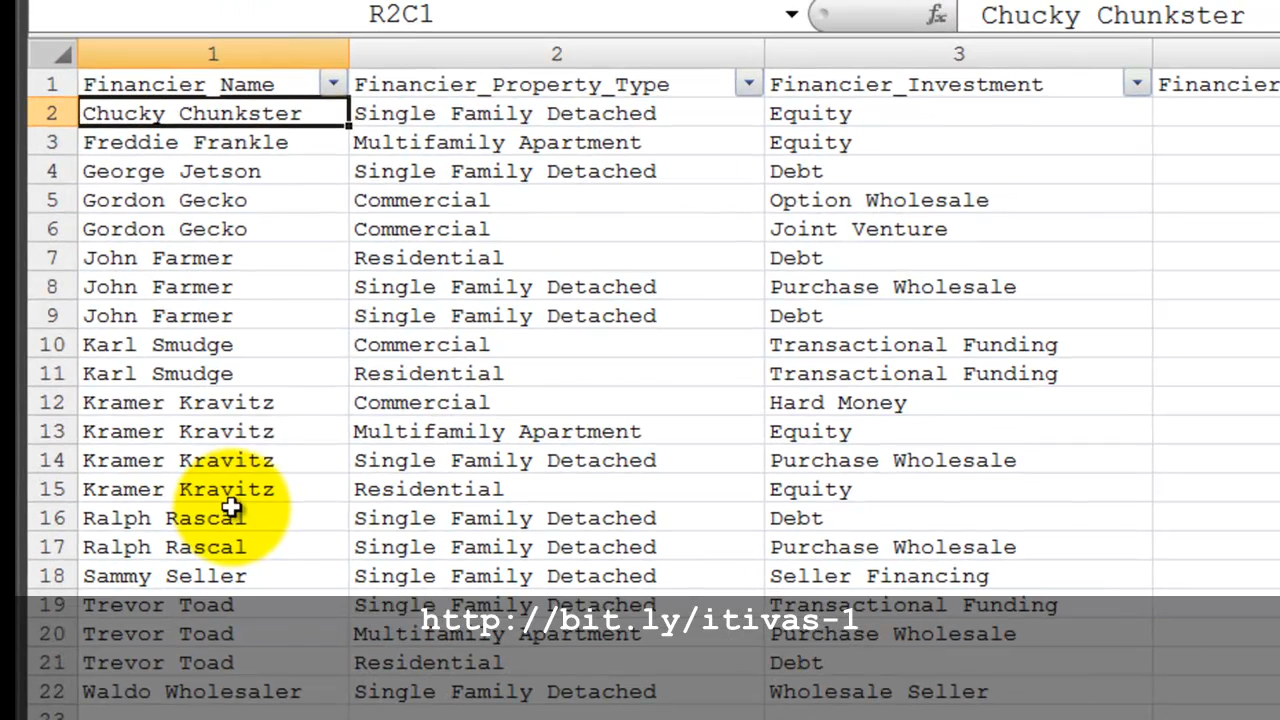 R2C1 fx Chucky Chunkster
1 2 3
1 Financier_Name Financier_Property_Type Financier_Investment Financier
2 Chucky Chunkster Single Family Detached Equity
3 Freddie Frankle Multifamily Apartment Equity
4 George Jetson Single Family Detached Debt
5 Gordon Gecko Commercial Option Wholesale
6 Gordon Gecko Commercial Joint Venture
7 John Farmer Residential Debt
8 John Farmer Single Family Detached Purchase Wholesale
9 John Farmer Single Family Detached Debt
10 Karl Smudge Commercial Transactional Funding
11 Karl Smudge Residential Transactional Funding
12 Kramer Kravitz Commercial Hard Money
13 Kramer Kravitz Multifamily Apartment Equity
14 Kramer Kravitz Single Family Detached Purchase Wholesale
15 Kramer Kravitz Residential Equity
16 Ralph Rascal Single Family Detached Debt
17 Ralph Rascal Single Family Detached Purchase Wholesale
18 Sammy Seller Single Family Detached Seller Financing
19 Trevor Toad Single Family Detached Transactional Funding
http://bit.ly/itivas-1
20 Trevor Toad Multifamily Apartment Purchase Wholesale
21 Trevor Toad Residential Debt
22 Waldo Wholesaler Single Family Detached Wholesale Seller
23